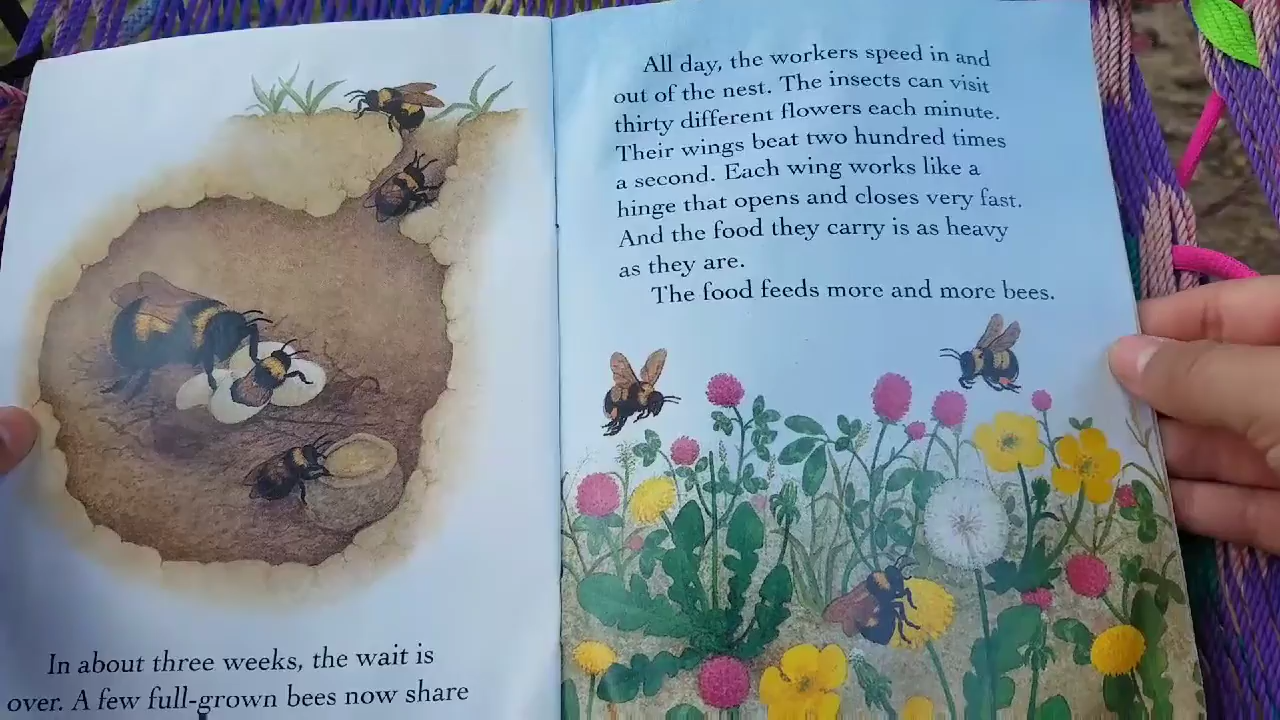 In about three weeks, the wait is
over. A few full-grown bees now share
All day, the workers speed in and
out of the nest. The insects can visit
thirty different flowers each minute.
Their wings beat two hundred times
a second. Each wing works like a
hinge that opens and closes very fast.
And the food they carry is as heavy
as they are.
The food feeds more and more bees.